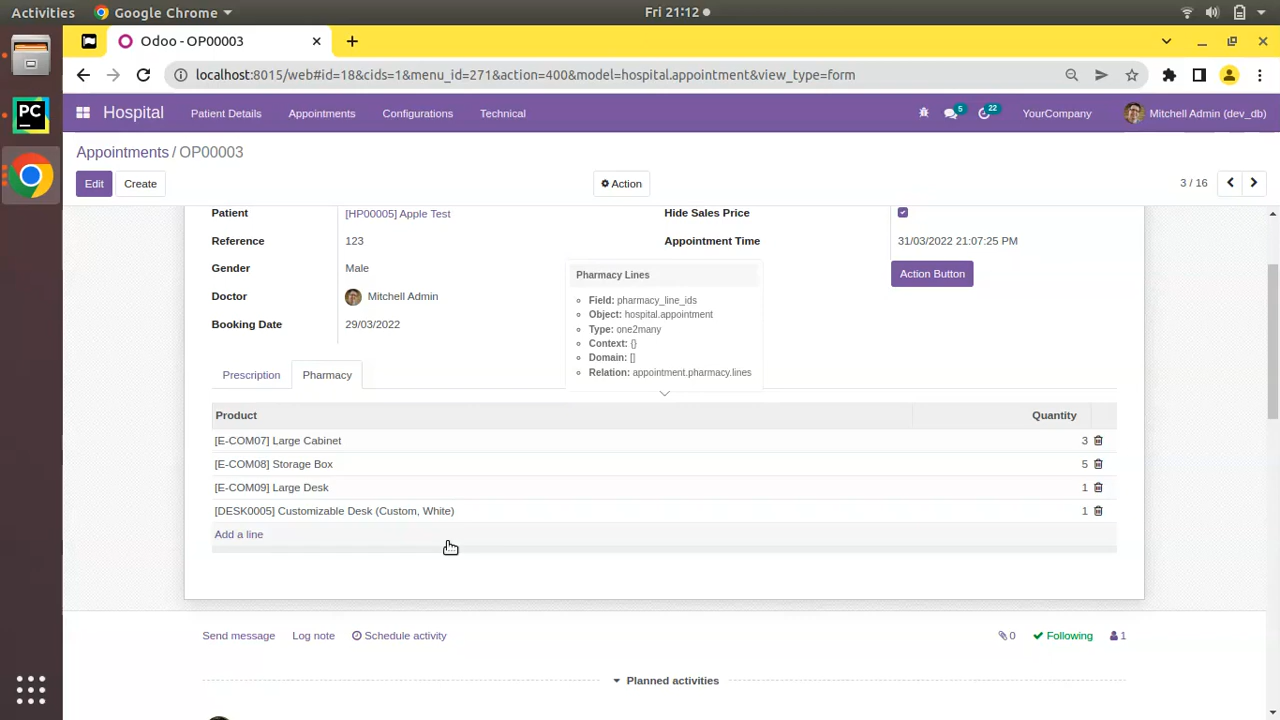 Activities Google Chrome Fri 21:12
Odoo - OP00003
localhost:8015/web#id=18&cids=1&menu_id=271&action=400&model=hospital.appointment&view_type=form
Hospital Patient Details Appointments Configurations Technical 5 22 YourCompany Mitchell Admin (dev_db)
Appointments / OP00003
Edit Create Action 3 / 16
Patient [HP00005] Apple Test Hide Sales Price
Reference 123 Appointment Time 31/03/2022 21:07:25 PM
Gender Male Action Button
Doctor Mitchell Admin
Booking Date 29/03/2022
Pharmacy Lines
Field: pharmacy_line_ids
Object: hospital.appointment
Type: one2many
Context: {}
Domain: []
Relation: appointment.pharmacy.lines
Prescription Pharmacy
Product Quantity
[E-COM07] Large Cabinet 3
[E-COM08] Storage Box 5
[E-COM09] Large Desk 1
[DESK0005] Customizable Desk (Custom, White) 1
Add a line
Send message Log note Schedule activity 0 Following 1
Planned activities
PC